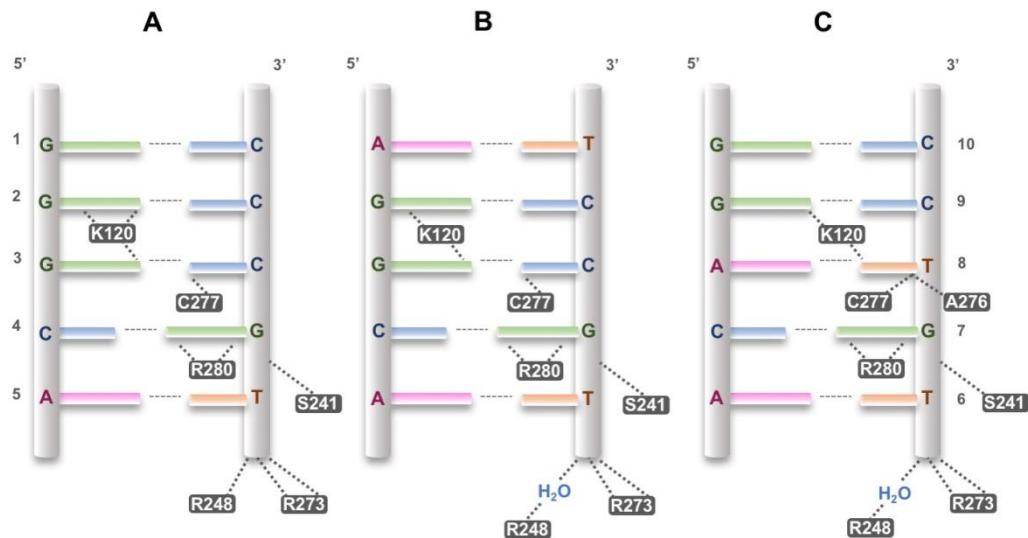 A B C
5' 3' 5' 3' 5' 3'
1 G C A T G C 10
2 G C G C G C 9
K120 K120 K120
3 G C G C A T 8
C277 C277 C277 A276
4 C G C G C G 7
R280 R280 R280
5 A T A T A T 6
S241 S241 S241
H₂O H₂O
R248 R273 R273 R273
R248 R248